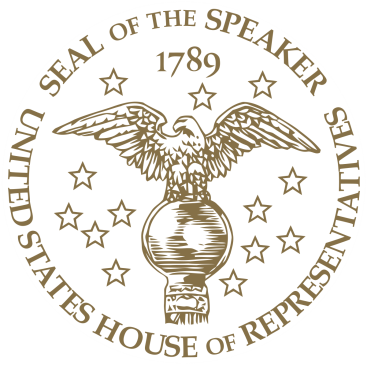 SEAL OF THE SPEAKER
1789
UNITED STATES HOUSE OF REPRESENTATIVES